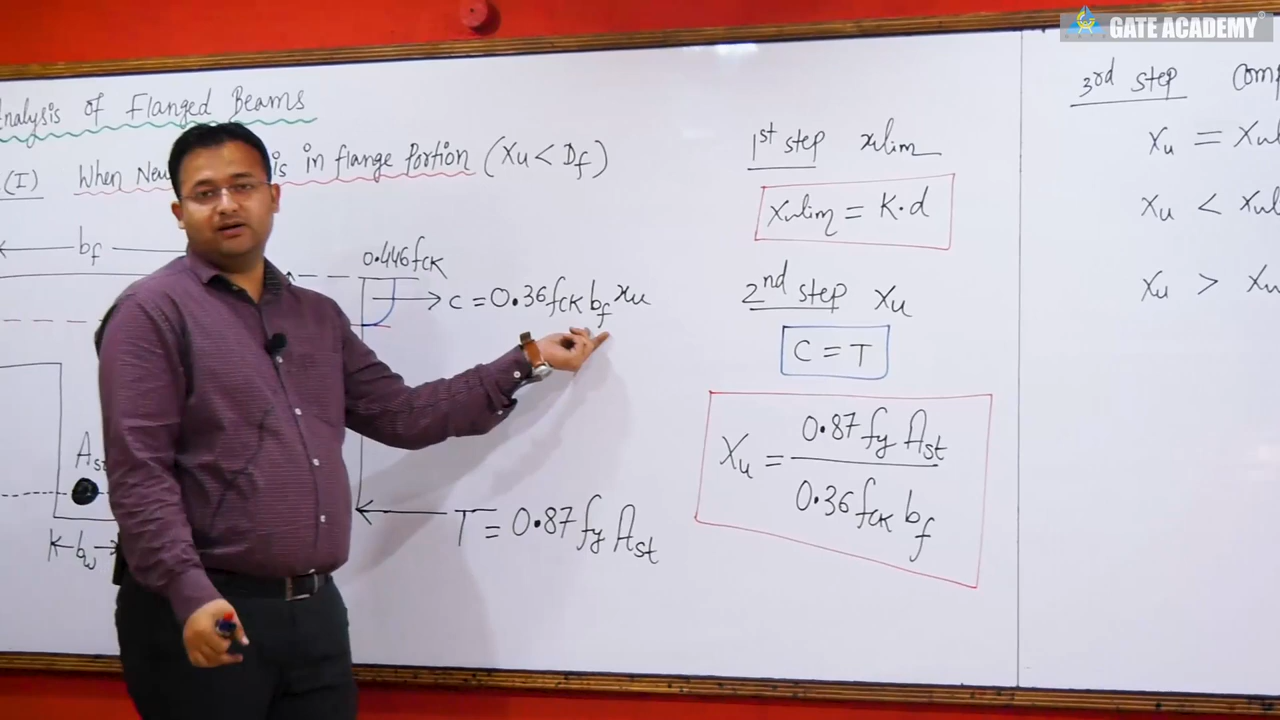 GATE ACADEMY
Analysis of Flanged Beams
(I) When Neu is in flange Portion (Xu < Df)
bf
0.446fck
C = 0.36fck bf xu
Ast
bw
T = 0.87 fy Ast
1st step xulim
Xulim = K.d
2nd step Xu
C = T
Xu = 0.87 fy Ast
0.36 fck bf
3rd step Comp
Xu = Xul
Xu < Xul
Xu > Xu